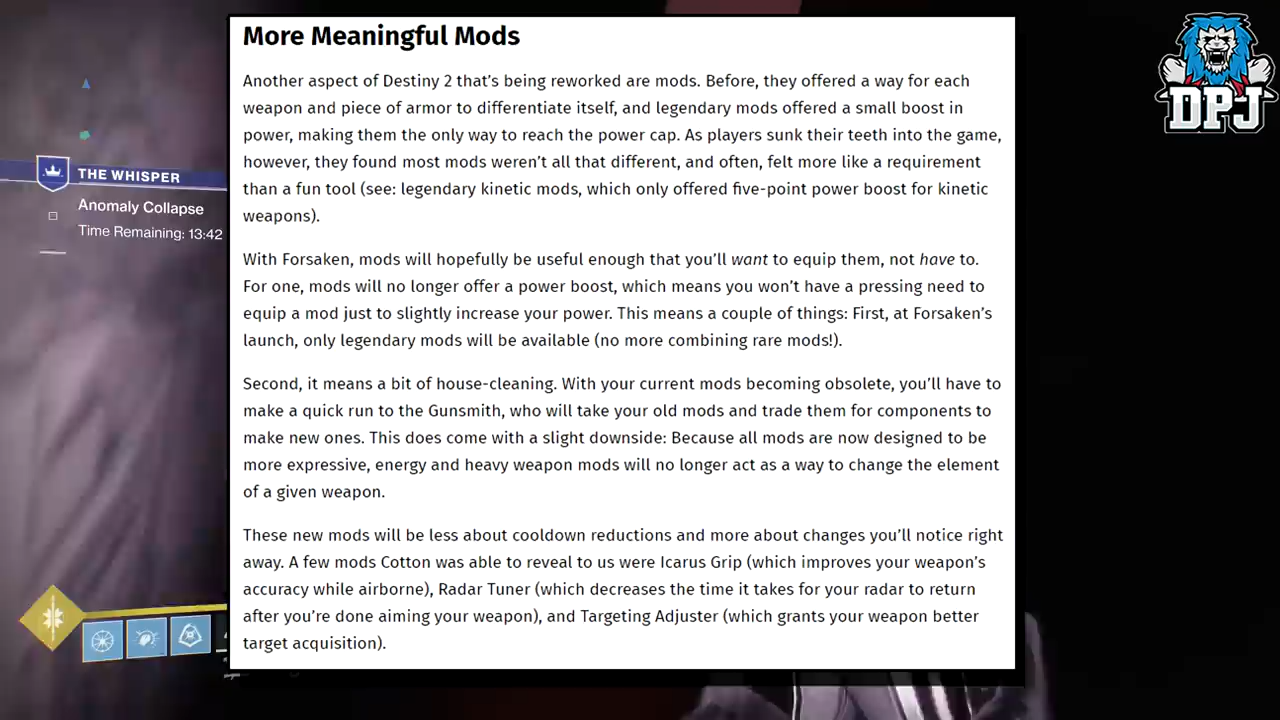 More Meaningful Mods
Another aspect of Destiny 2 that’s being reworked are mods. Before, they offered a way for each
weapon and piece of armor to differentiate itself, and legendary mods offered a small boost in
power, making them the only way to reach the power cap. As players sunk their teeth into the game,
however, they found most mods weren’t all that different, and often, felt more like a requirement
than a fun tool (see: legendary kinetic mods, which only offered five-point power boost for kinetic
weapons).
With Forsaken, mods will hopefully be useful enough that you’ll want to equip them, not have to.
For one, mods will no longer offer a power boost, which means you won’t have a pressing need to
equip a mod just to slightly increase your power. This means a couple of things: First, at Forsaken’s
launch, only legendary mods will be available (no more combining rare mods!).
Second, it means a bit of house-cleaning. With your current mods becoming obsolete, you’ll have to
make a quick run to the Gunsmith, who will take your old mods and trade them for components to
make new ones. This does come with a slight downside: Because all mods are now designed to be
more expressive, energy and heavy weapon mods will no longer act as a way to change the element
of a given weapon.
These new mods will be less about cooldown reductions and more about changes you’ll notice right
away. A few mods Cotton was able to reveal to us were Icarus Grip (which improves your weapon’s
accuracy while airborne), Radar Tuner (which decreases the time it takes for your radar to return
after you’re done aiming your weapon), and Targeting Adjuster (which grants your weapon better
target acquisition).
THE WHISPER
Anomaly Collapse
Time Remaining: 13:42
DPJ